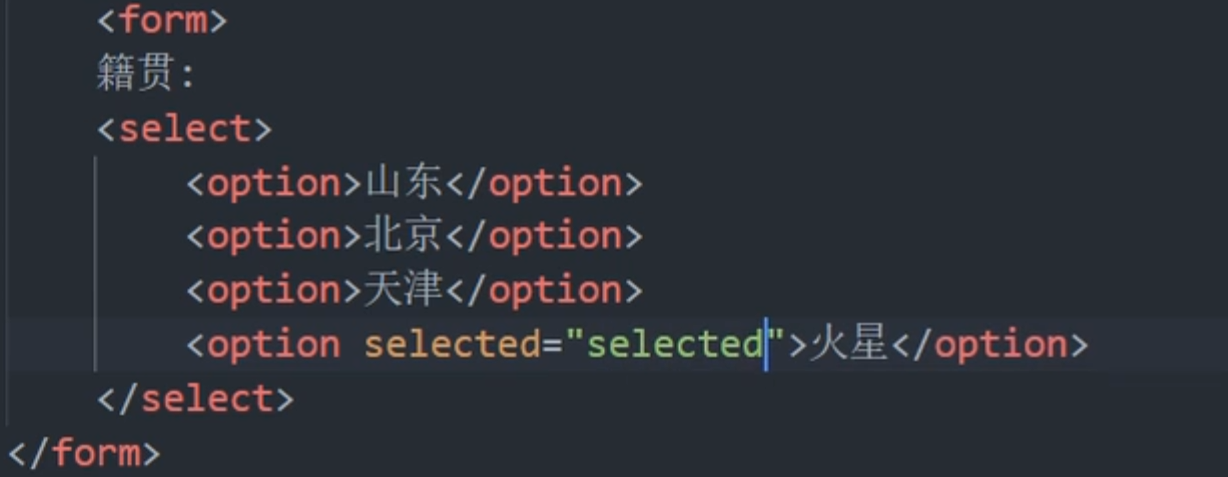 <form>
籍贯:
<select>
<option>山东</option>
<option>北京</option>
<option>天津</option>
<option selected="selected">火星</option>
</select>
</form>